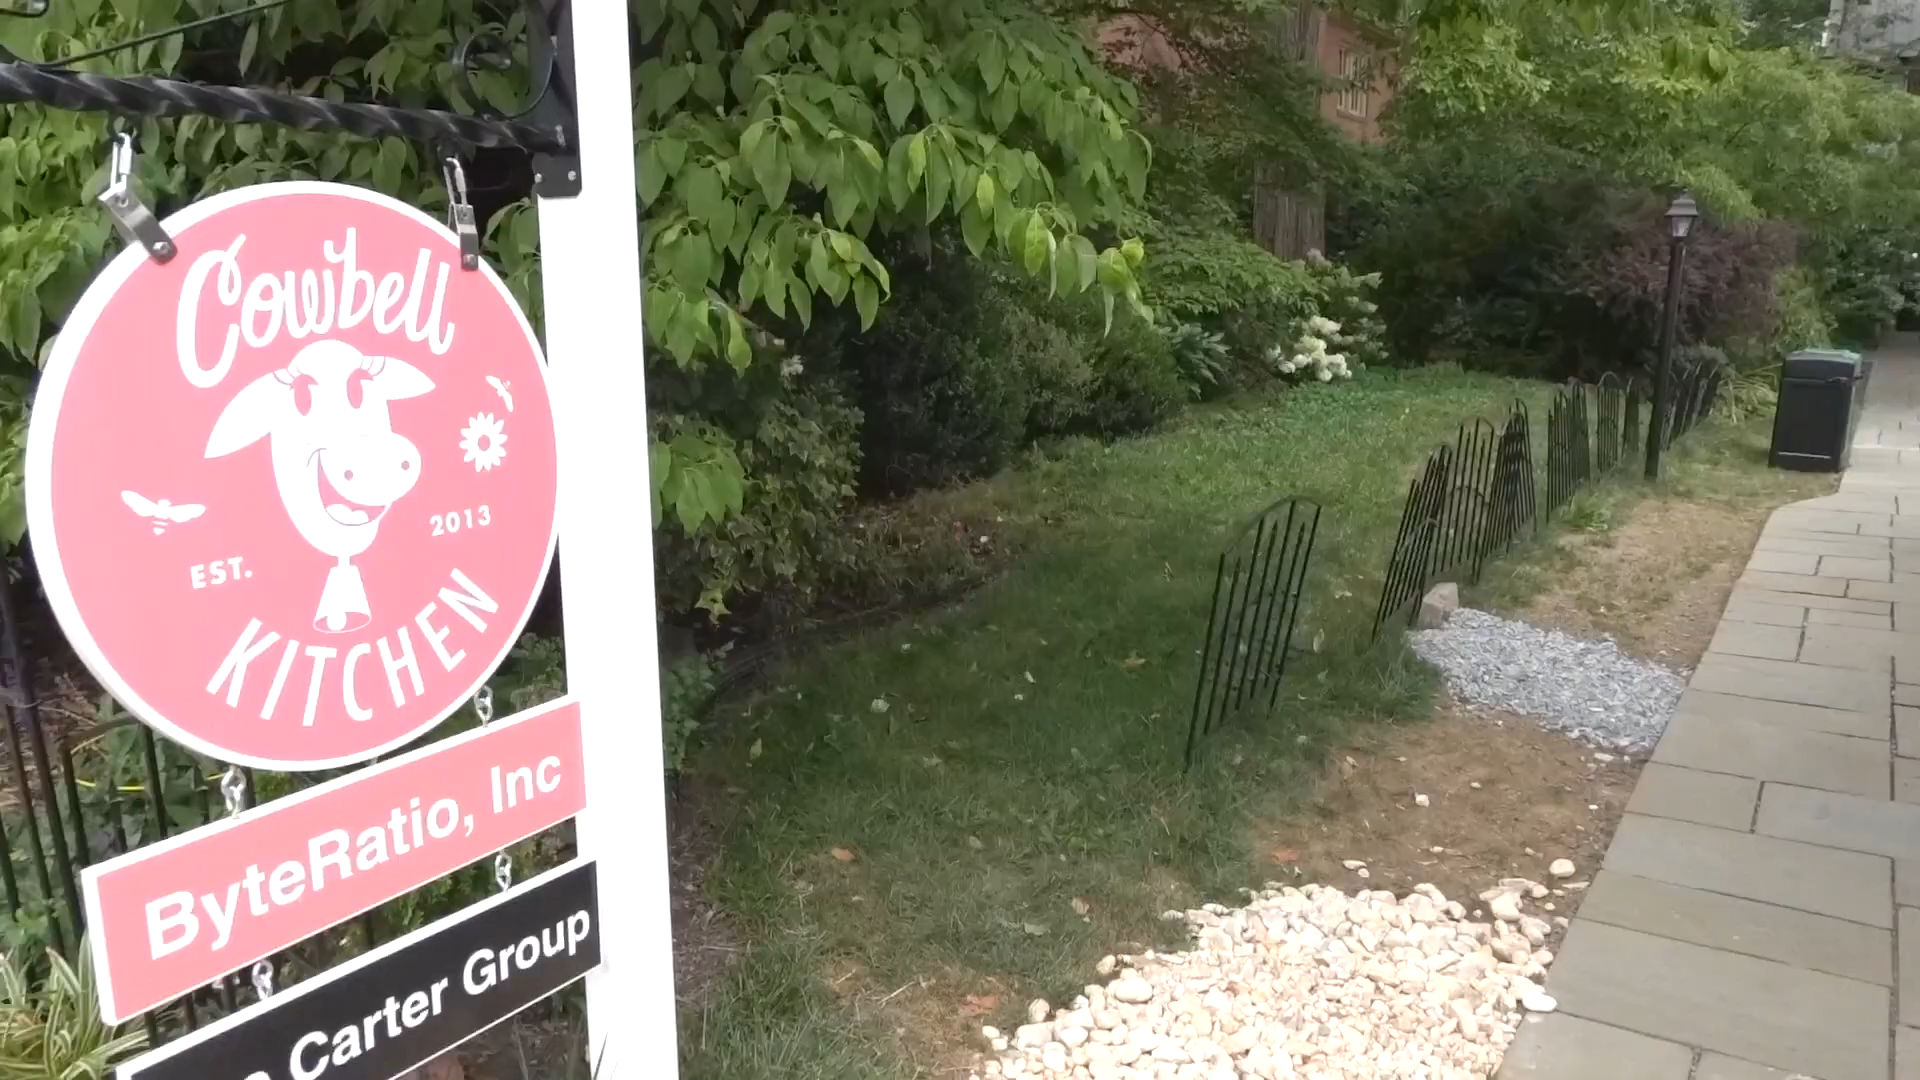 Cowbell
EST. 2013
KITCHEN
ByteRatio, Inc
Carter Group